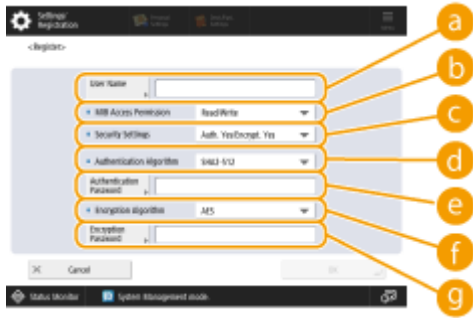 Settings/
Registration
<Register>
a
User Name
b
MIB Access Permission
Read/Write
c
Security Settings
Auth. Yes/Encrypt. Yes
d
Authentication Algorithm
SHA2-512
Authentication
Password
e
Encryption Algorithm
AES
f
Encryption
Password
g
Cancel
OK
Status Monitor
System management mode.